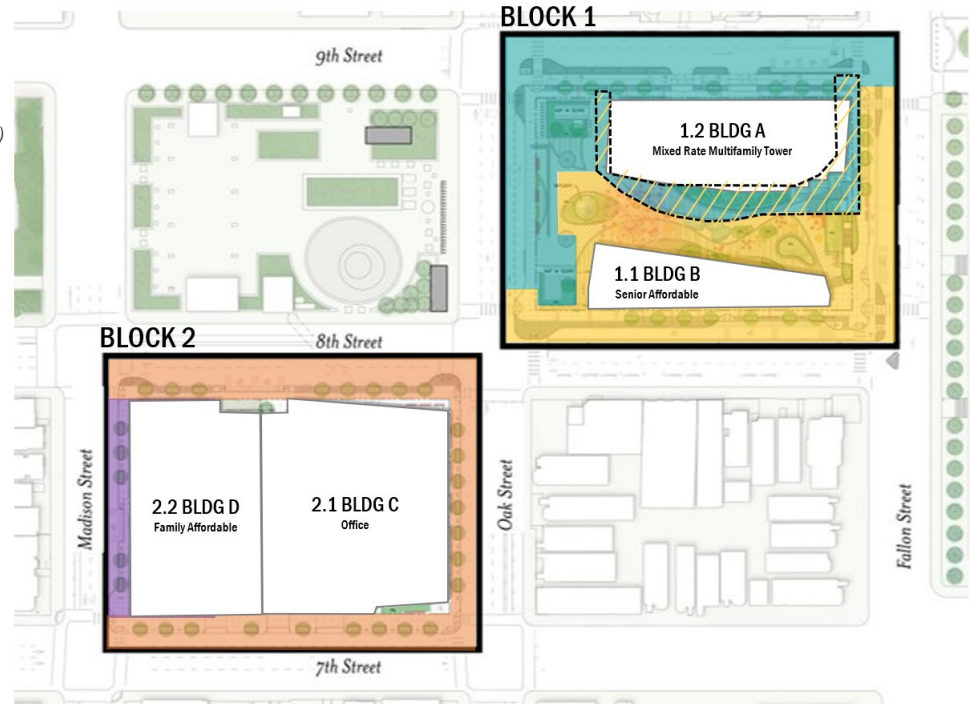 BLOCK 1
9th Street
)
1.2 BLDG A
Mixed Rate Multifamily Tower
1.1 BLDG B
Senior Affordable
BLOCK 2
8th Street
Madison Street
2.2 BLDG D
Family Affordable
2.1 BLDG C
Office
Oak Street
Fallon Street
7th Street